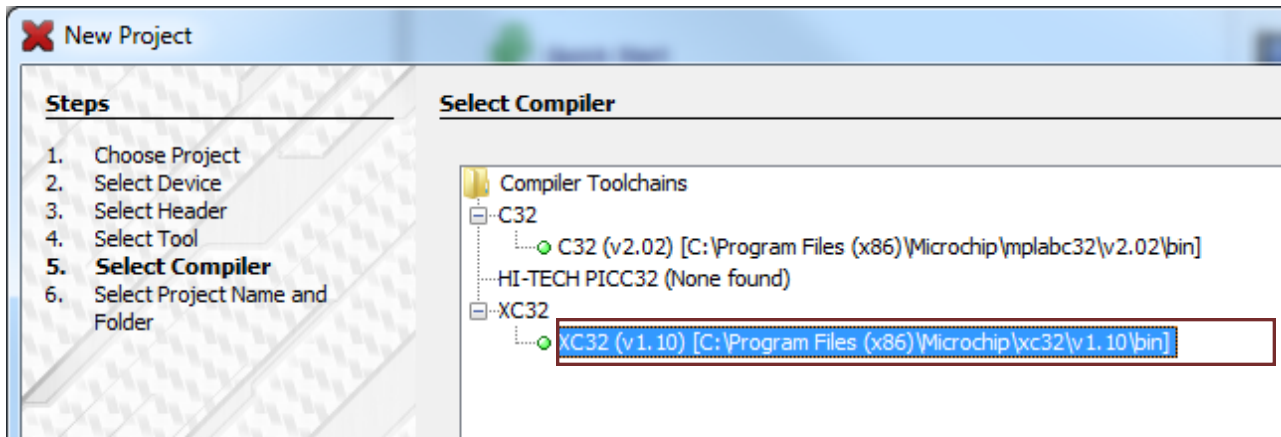 New Project
Steps
1. Choose Project
2. Select Device
3. Select Header
4. Select Tool
5. Select Compiler
6. Select Project Name and
Folder
Select Compiler
Compiler Toolchains
C32
C32 (v2.02) [C:\Program Files (x86)\Microchip\mplabc32\v2.02\bin]
HI-TECH PICC32 (None found)
XC32
XC32 (v1.10) [C:\Program Files (x86)\Microchip\xc32\v1.10\bin]